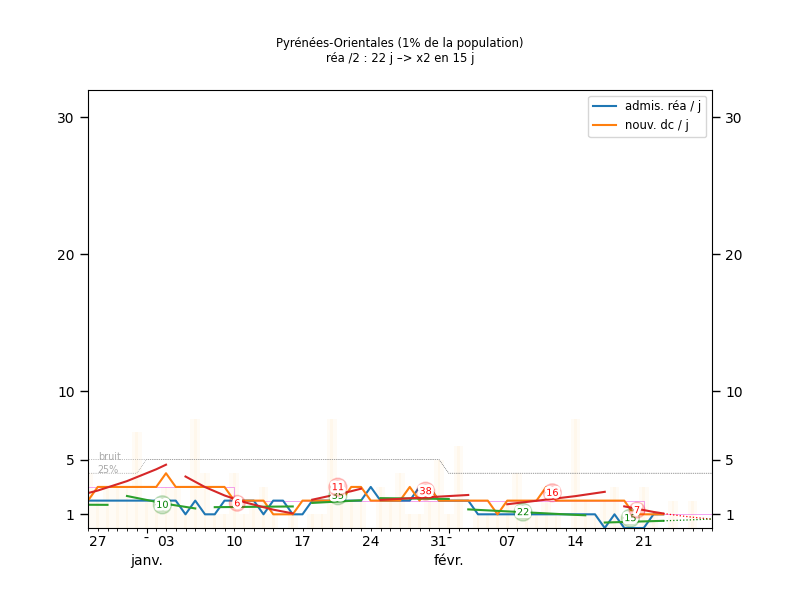 Pyrénées-Orientales (1% de la population)
réa /2 : 22 j –> x2 en 15 j
admis. réa / j
nouv. dc / j
30 30
20 20
10 10
5 5
1 1
bruit
25%
10
6
11
35
38
22
16
7
15
27 - 03 10 17 24 31- 07 14 21
janv. févr.